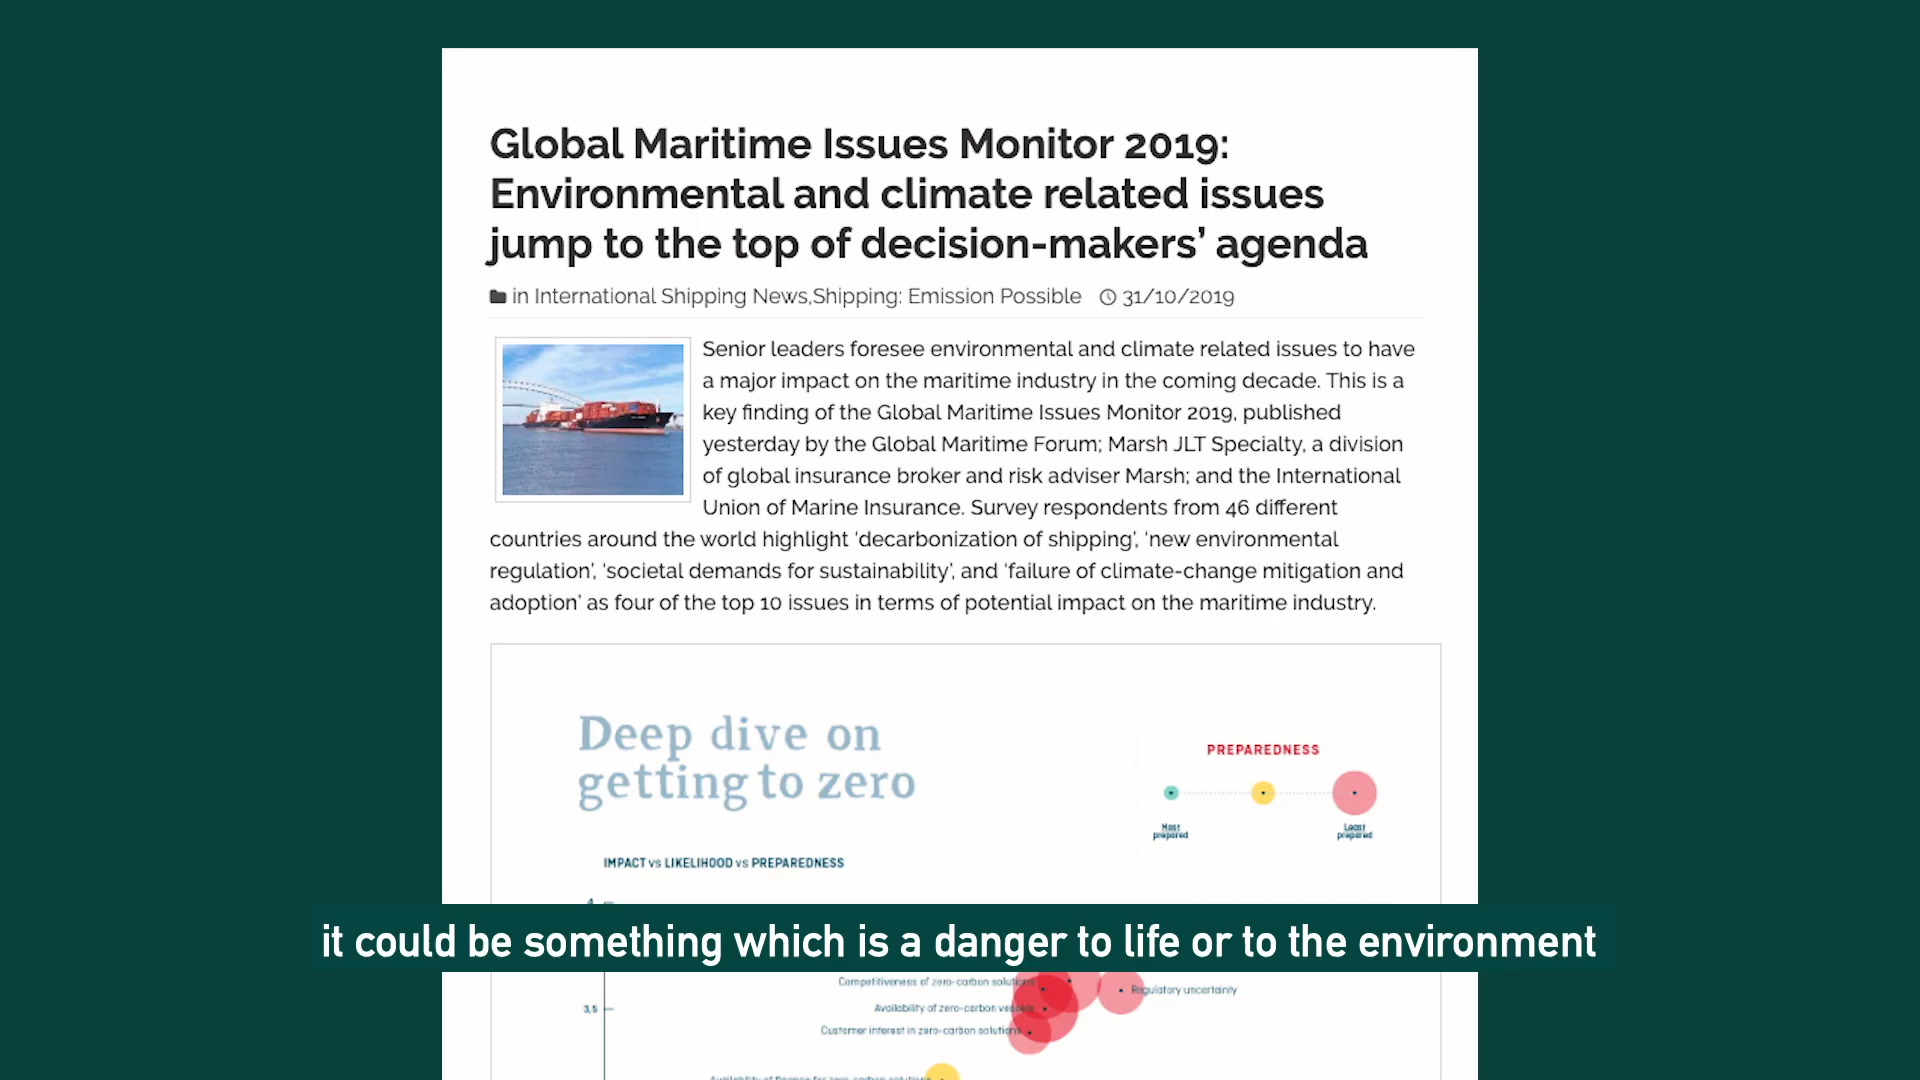 Global Maritime Issues Monitor 2019:
Environmental and climate related issues
jump to the top of decision-makers’ agenda
in International Shipping News,Shipping: Emission Possible 31/10/2019
Senior leaders foresee environmental and climate related issues to have
a major impact on the maritime industry in the coming decade. This is a
key finding of the Global Maritime Issues Monitor 2019, published
yesterday by the Global Maritime Forum; Marsh JLT Specialty, a division
of global insurance broker and risk adviser Marsh; and the International
Union of Marine Insurance. Survey respondents from 46 different
countries around the world highlight ‘decarbonization of shipping’, ‘new environmental
regulation’, ‘societal demands for sustainability’, and ‘failure of climate-change mitigation and
adoption’ as four of the top 10 issues in terms of potential impact on the maritime industry.
Deep dive on
getting to zero
PREPAREDNESS
Most
prepared
Least
prepared
IMPACT vs LIKELIHOOD vs PREPAREDNESS
4
it could be something which is a danger to life or to the environment
Competitiveness of zero-carbon solutions
Regulatory uncertainty
3,5
Availability of zero-carbon vessels
Customer interest in zero-carbon solutions
Availability of finance for zero-carbon solutions